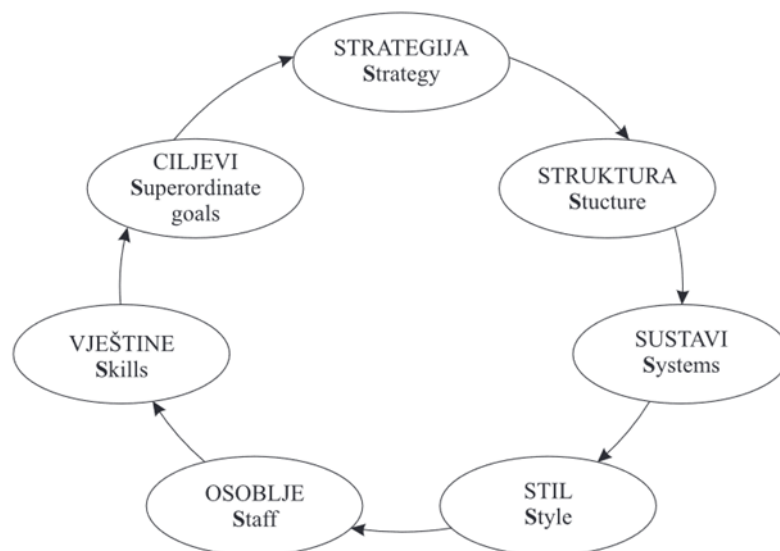 STRATEGIJA
Strategy
STRUKTURA
Stucture
SUSTAVI
Systems
STIL
Style
OSOBLJE
Staff
VJEŠTINE
Skills
CILJEVI
Superordinate
goals